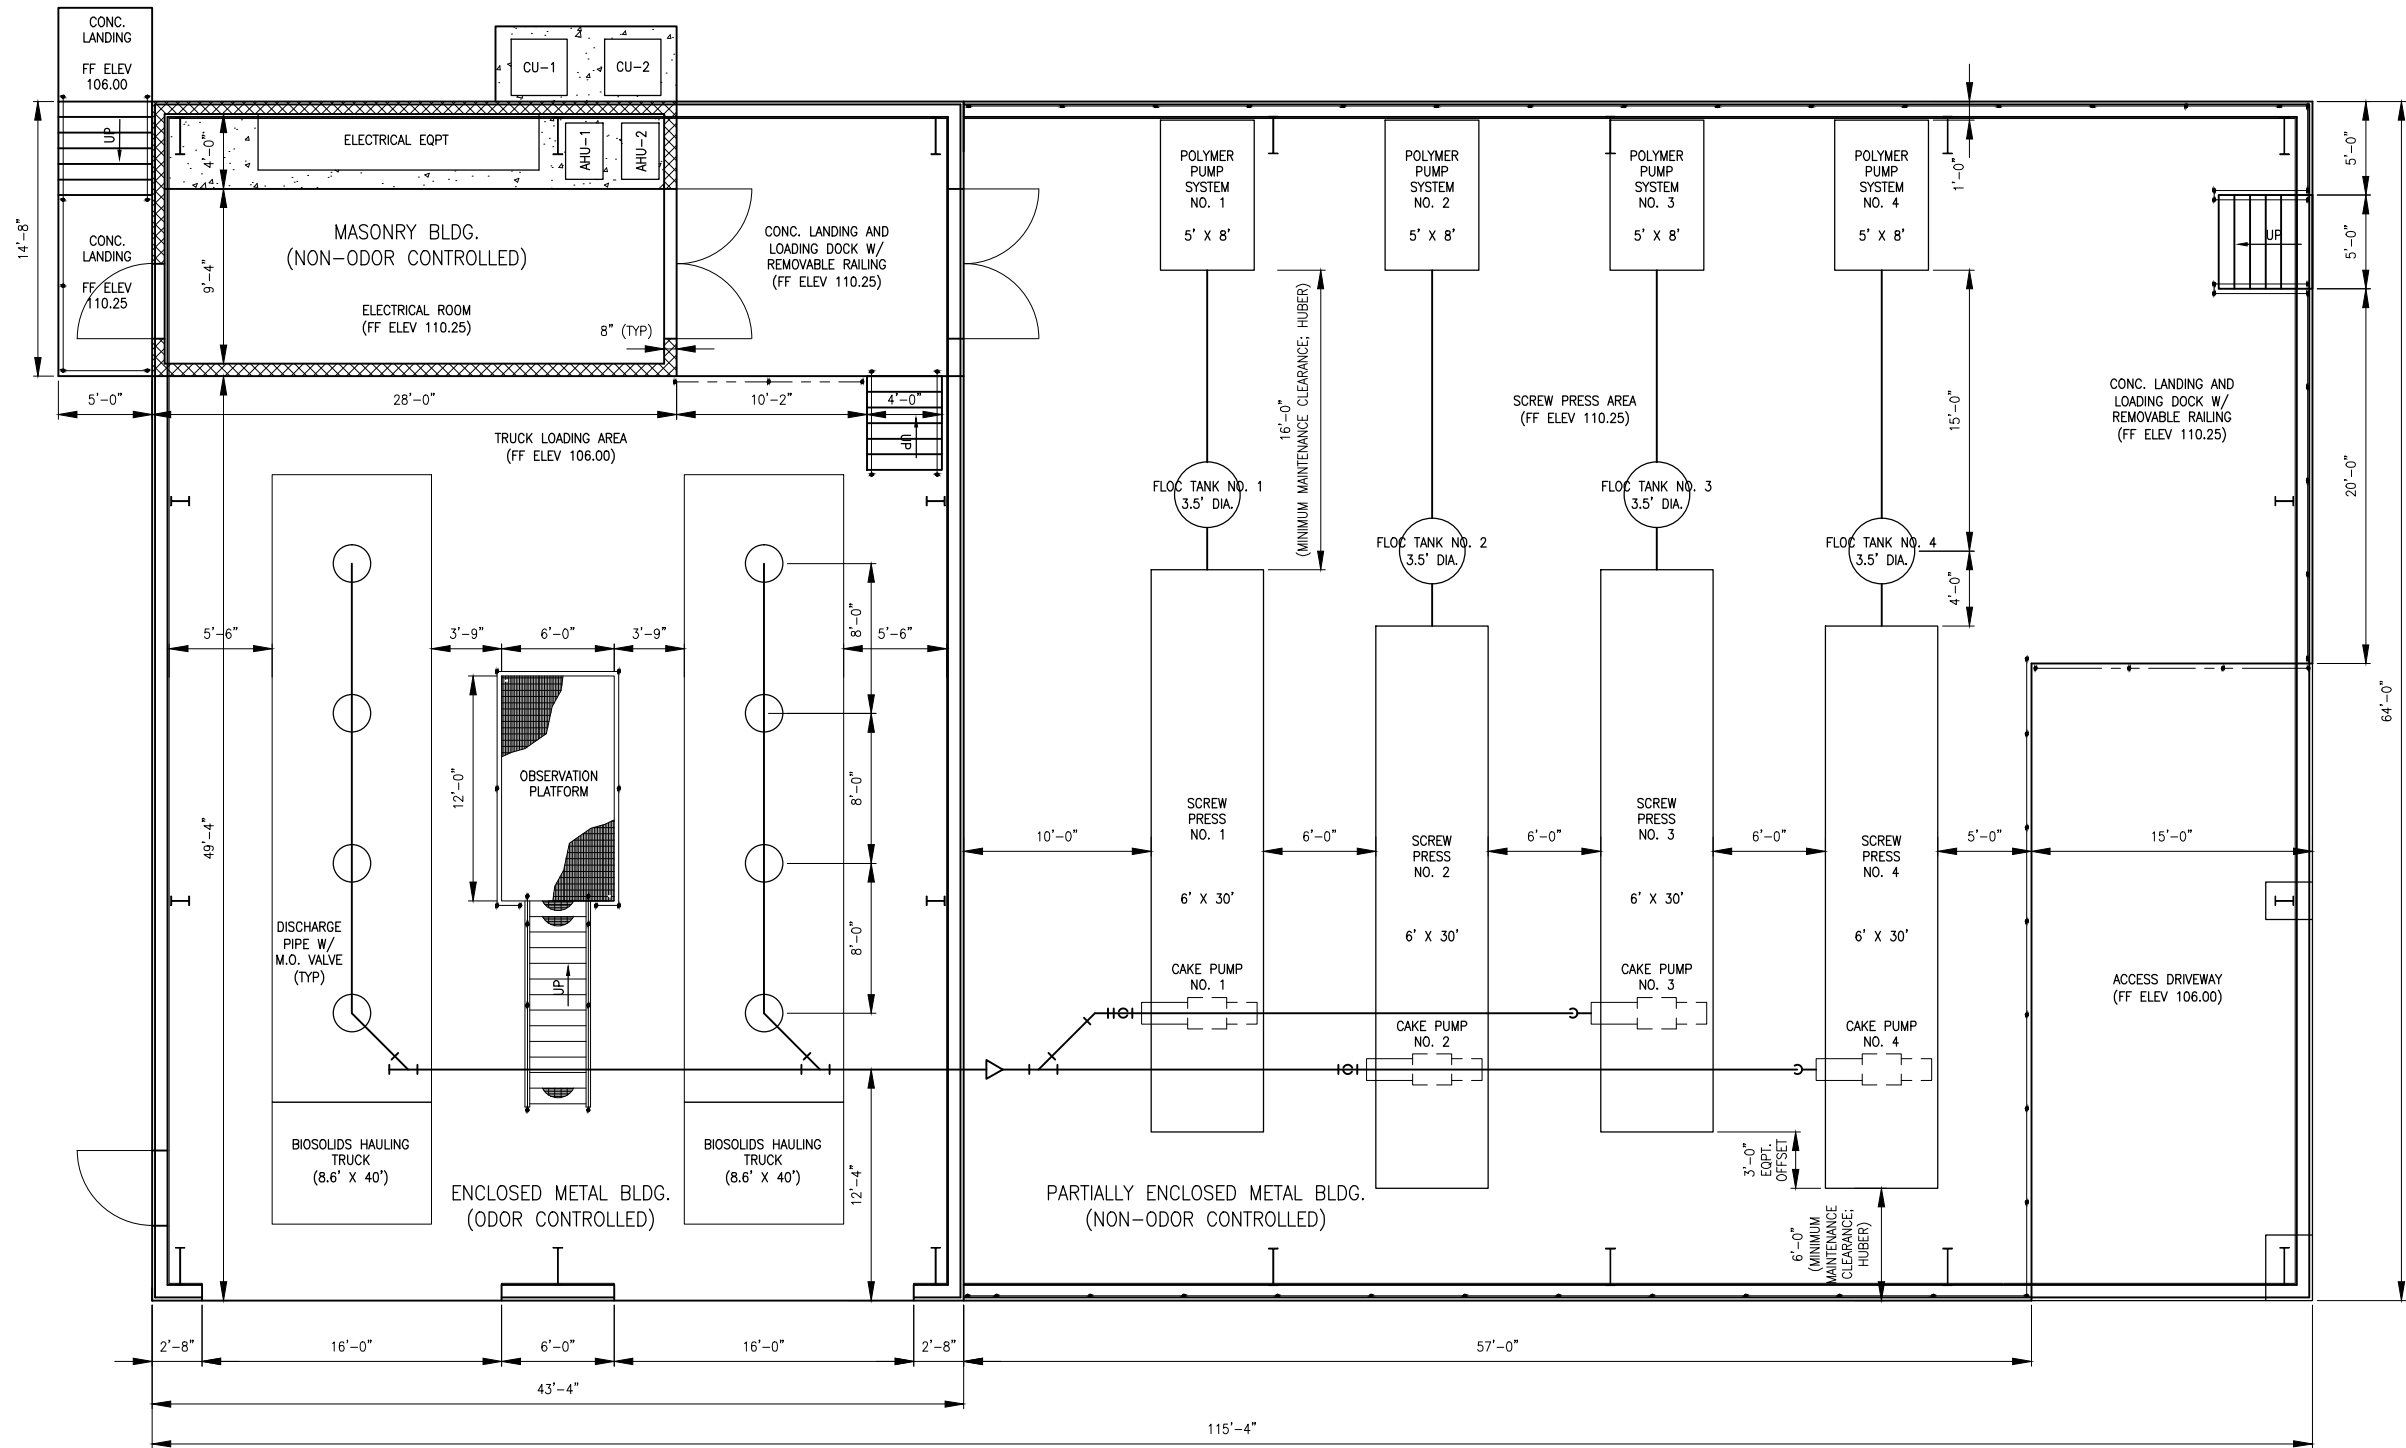 CONC.
LANDING
FF ELEV
106.00
CU-1
CU-2
UP
4'-0"
ELECTRICAL EQPT
AHU-1
AHU-2
14'-8"
CONC.
LANDING
FF ELEV
110.25
9'-4"
MASONRY BLDG.
(NON-ODOR CONTROLLED)
ELECTRICAL ROOM
(FF ELEV 110.25)
8" (TYP)
CONC. LANDING AND
LOADING DOCK W/
REMOVABLE RAILING
(FF ELEV 110.25)
5'-0"
28'-0"
10'-2"
4'-0"
UP
TRUCK LOADING AREA
(FF ELEV 106.00)
POLYMER
PUMP
SYSTEM
NO. 1
5' X 8'
POLYMER
PUMP
SYSTEM
NO. 2
5' X 8'
POLYMER
PUMP
SYSTEM
NO. 3
5' X 8'
POLYMER
PUMP
SYSTEM
NO. 4
5' X 8'
1'-0"
5'-0"
UP
5'-0"
16'-0"
(MINIMUM MAINTENANCE CLEARANCE; HUBER)
SCREW PRESS AREA
(FF ELEV 110.25)
15'-0"
CONC. LANDING AND
LOADING DOCK W/
REMOVABLE RAILING
(FF ELEV 110.25)
20'-0"
FLOC TANK NO. 1
3.5' DIA.
FLOC TANK NO. 2
3.5' DIA.
FLOC TANK NO. 3
3.5' DIA.
FLOC TANK NO. 4
3.5' DIA.
4'-0"
64'-0"
5'-6"
3'-9"
6'-0"
3'-9"
8'-0"
5'-6"
12'-0"
OBSERVATION
PLATFORM
8'-0"
49'-4"
8'-0"
DISCHARGE
PIPE W/
M.O. VALVE
(TYP)
UP
10'-0"
SCREW
PRESS
NO. 1
6' X 30'
6'-0"
SCREW
PRESS
NO. 2
6' X 30'
6'-0"
SCREW
PRESS
NO. 3
6' X 30'
6'-0"
SCREW
PRESS
NO. 4
6' X 30'
5'-0"
15'-0"
CAKE PUMP
NO. 1
CAKE PUMP
NO. 2
CAKE PUMP
NO. 3
CAKE PUMP
NO. 4
ACCESS DRIVEWAY
(FF ELEV 106.00)
BIOSOLIDS HAULING
TRUCK
(8.6' X 40')
BIOSOLIDS HAULING
TRUCK
(8.6' X 40')
12'-4"
ENCLOSED METAL BLDG.
(ODOR CONTROLLED)
PARTIALLY ENCLOSED METAL BLDG.
(NON-ODOR CONTROLLED)
3'-0"
EQPT.
OFFSET
6'-0"
(MINIMUM
MAINTENANCE
CLEARANCE;
HUBER)
2'-8"
16'-0"
6'-0"
16'-0"
2'-8"
57'-0"
43'-4"
115'-4"